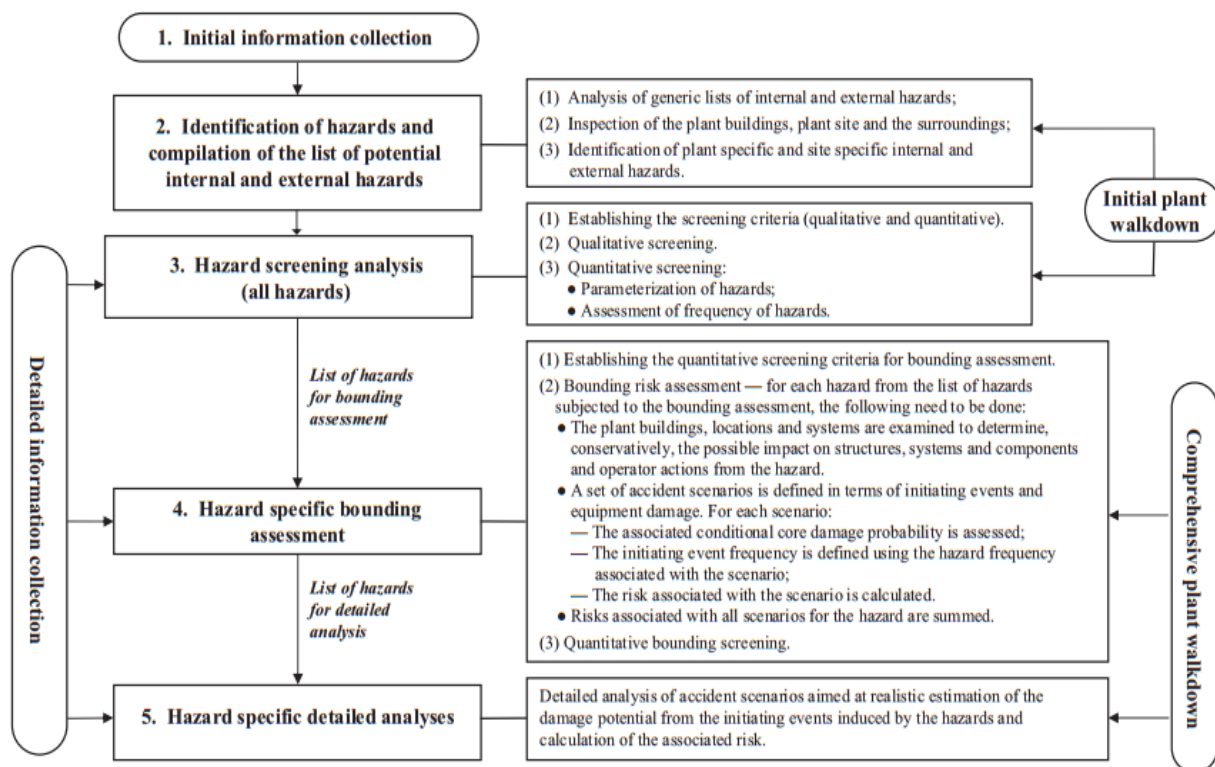 1. Initial information collection
2. Identification of hazards and
compilation of the list of potential
internal and external hazards
(1) Analysis of generic lists of internal and external hazards;
(2) Inspection of the plant buildings, plant site and the surroundings;
(3) Identification of plant specific and site specific internal and
external hazards.
Initial plant
walkdown
3. Hazard screening analysis
(all hazards)
(1) Establishing the screening criteria (qualitative and quantitative).
(2) Qualitative screening.
(3) Quantitative screening:
● Parameterization of hazards;
● Assessment of frequency of hazards.
Detailed information collection
List of hazards
for bounding
assessment
4. Hazard specific bounding
assessment
(1) Establishing the quantitative screening criteria for bounding assessment.
(2) Bounding risk assessment — for each hazard from the list of hazards
subjected to the bounding assessment, the following need to be done:
● The plant buildings, locations and systems are examined to determine,
conservatively, the possible impact on structures, systems and components
and operator actions from the hazard.
● A set of accident scenarios is defined in terms of initiating events and
equipment damage. For each scenario:
— The associated conditional core damage probability is assessed;
— The initiating event frequency is defined using the hazard frequency
associated with the scenario;
— The risk associated with the scenario is calculated.
● Risks associated with all scenarios for the hazard are summed.
(3) Quantitative bounding screening.
Comprehensive plant walkdown
List of hazards
for detailed
analysis
5. Hazard specific detailed analyses
Detailed analysis of accident scenarios aimed at realistic estimation of the
damage potential from the initiating events induced by the hazards and
calculation of the associated risk.